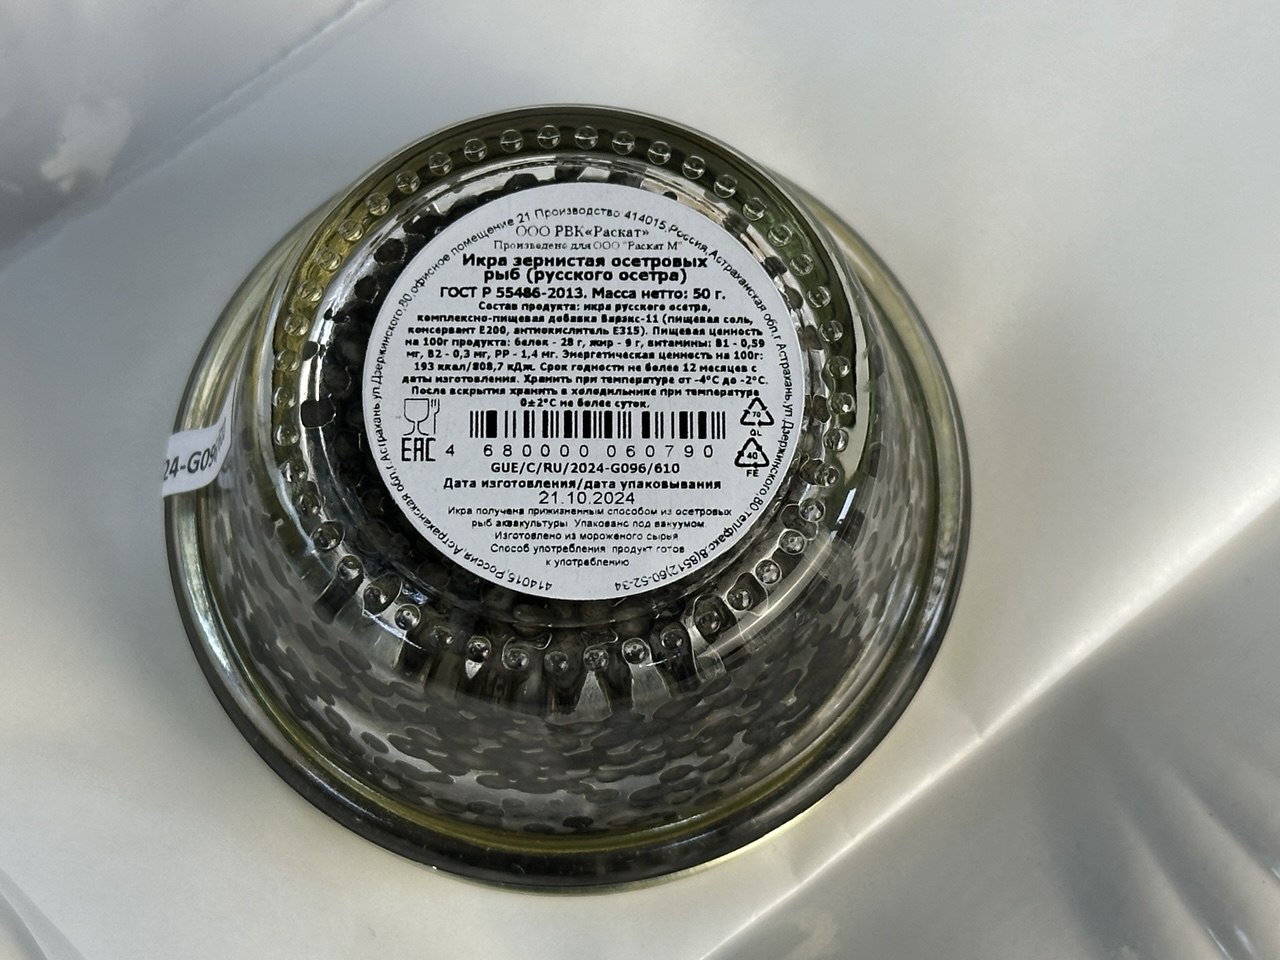 414015,Россия,Астраханская обл,г.Астрахань,ул.Дзержинского,80,офисное помещение 21 Производство 414015,Россия,Астраханская обл,г.Астрахань,ул.Дзержинского,80,тел/факс:8(8512)60-52-34
ООО РВК«Раскат»
Произведено для ООО "Раскат М"
Икра зернистая осетровых
рыб (русского осетра)
ГОСТ Р 55486-2013. Масса нетто: 50 г.
Состав продукта: икра русского осетра,
комплексно-пищевая добавка Варэкс-11 (пищевая соль,
консервант Е200, антиокислитель Е315). Пищевая ценность
на 100г продукта: белок - 28 г, жир - 9 г, витамины: В1 - 0,59
мг, В2 - 0,3 мг, РР - 1,4 мг. Энергетическая ценность на 100г:
193 ккал/808,7 кДж. Срок годности не более 12 месяцев с
даты изготовления. Хранить при температуре от -4°С до -2°С.
После вскрытия хранить в холодильнике при температуре
0±2°С не более суток.
EAC
4 680000 060790
70
GL
40
FE
GUE/C/RU/2024-G096/610
Дата изготовления/дата упаковывания
21.10.2024
Икра получена прижизненным способом из осетровых
рыб аквакультуры. Упаковано под вакуумом.
Изготовлено из мороженого сырья
Способ употребления: продукт готов
к употреблению
24-G09